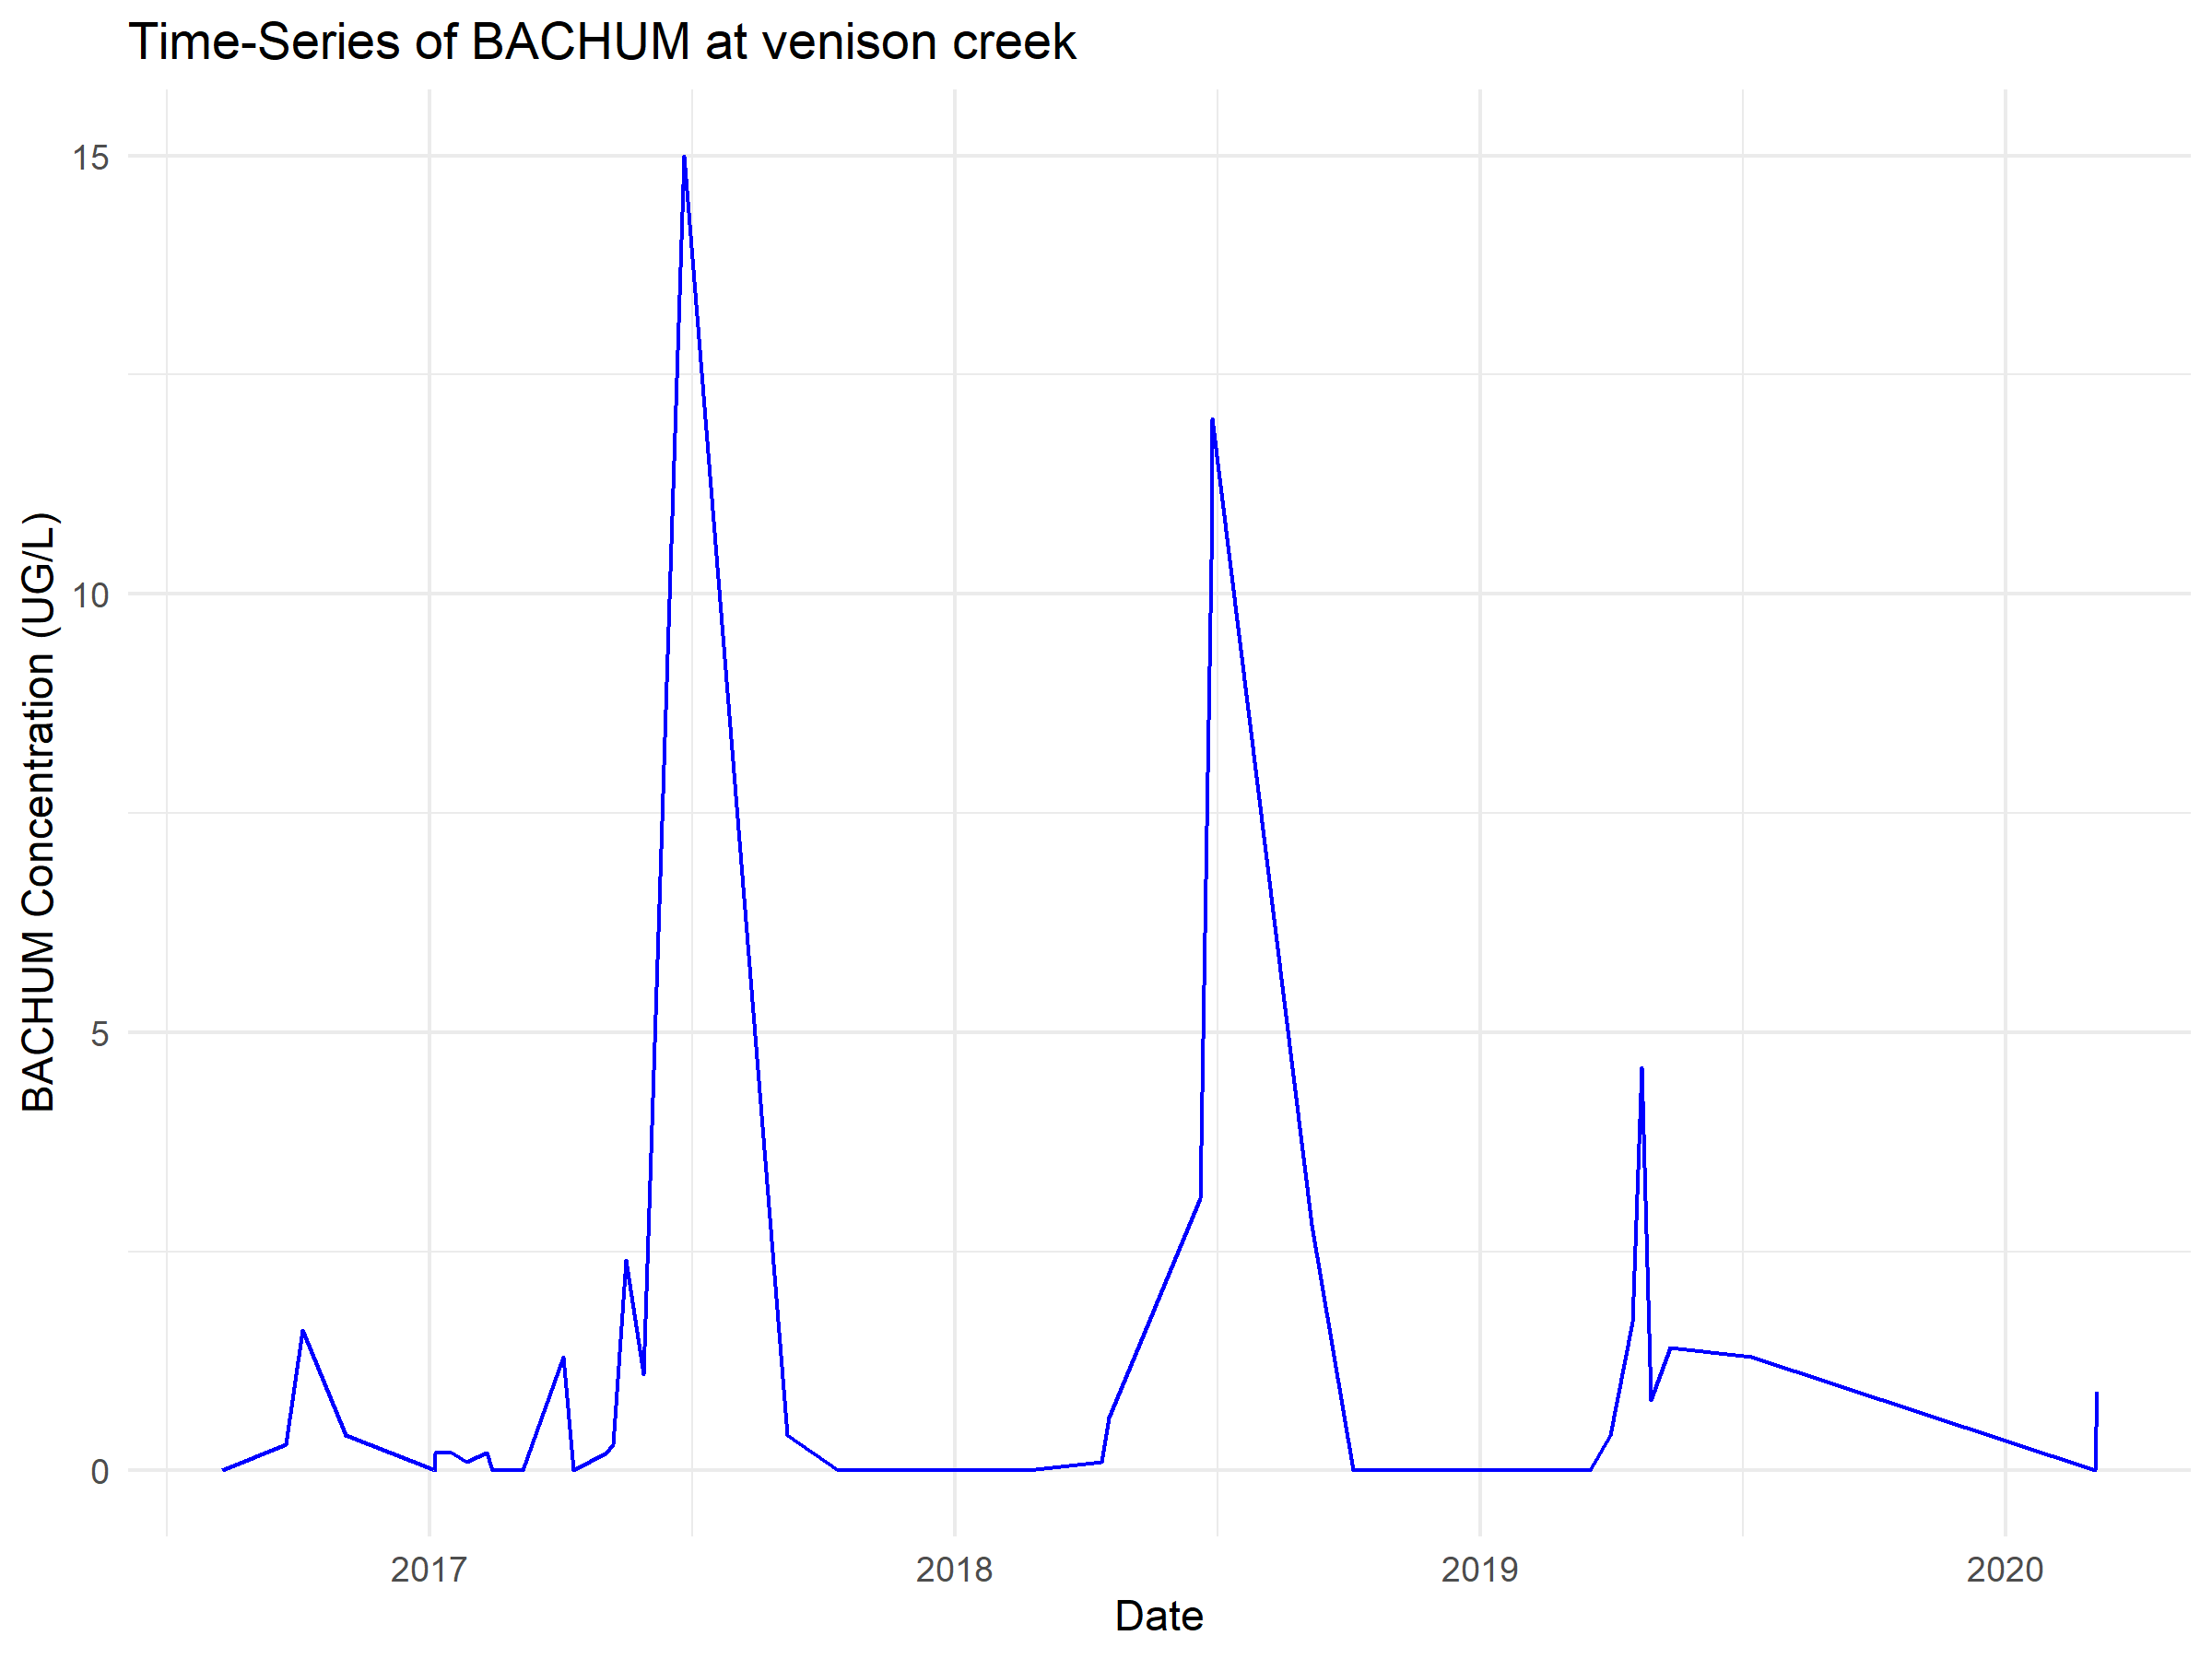 Time-Series of BACHUM at venison creek
BACHUM Concentration (UG/L)
15
10
5
0
2017
2018
2019
2020
Date